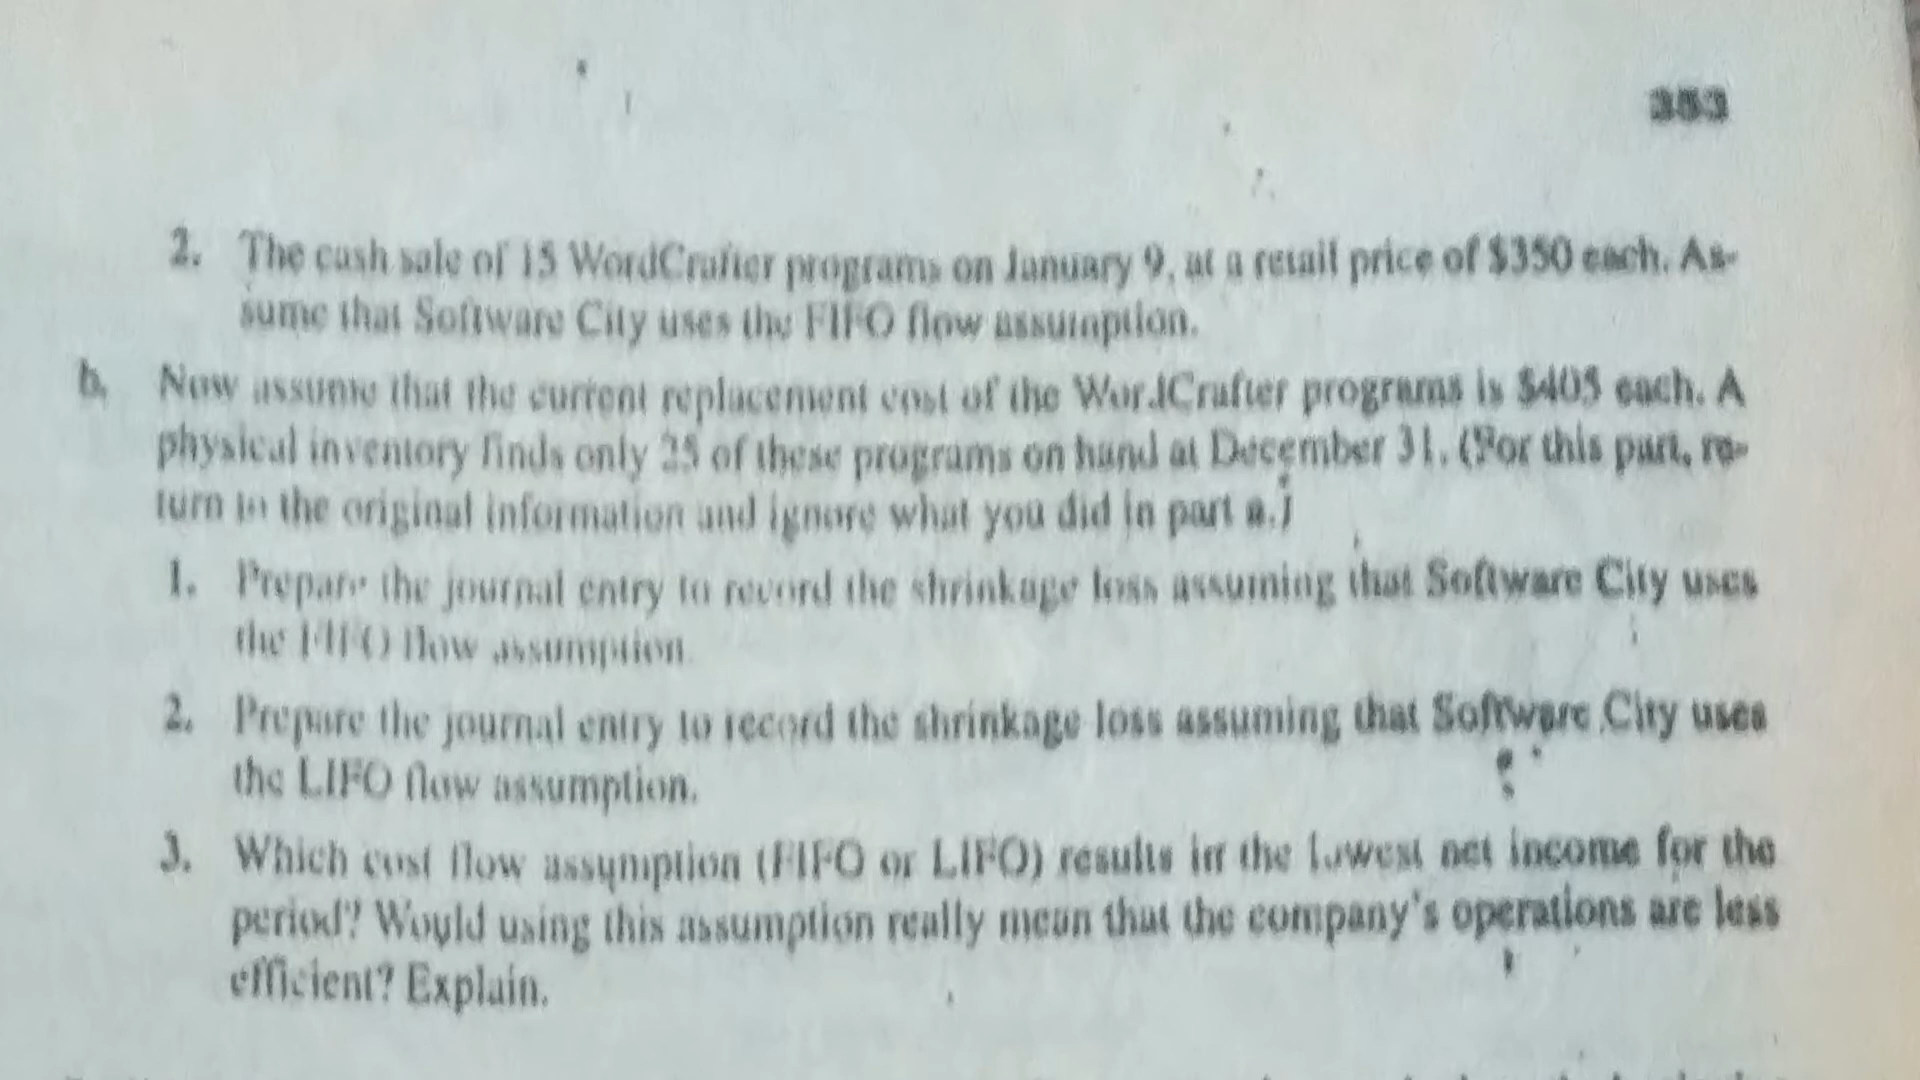 353
2. The cash sale of 15 WordCrafter programs on January 9, at a retail price of $350 each. As-
sume that Software City uses the FIFO flow assumption.
b. Now assume that the current replacement cost of the WordCrafter programs is $405 each. A
physical inventory finds only 25 of these programs on hand at December 31. (For this part, re-
turn to the original information and ignore what you did in part a.)
1. Prepare the journal entry to record the shrinkage loss assuming that Software City uses
the FIFO flow assumption.
2. Prepare the journal entry to record the shrinkage loss assuming that Software City uses
the LIFO flow assumption.
3. Which cost flow assumption (FIFO or LIFO) results in the lowest net income for the
period? Would using this assumption really mean that the company's operations are less
efficient? Explain.